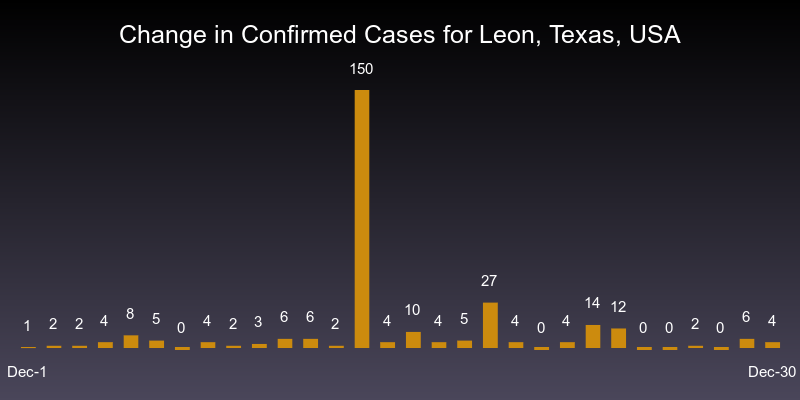 Change in Confirmed Cases for Leon, Texas, USA
150
27
14 12
10
8
1 2 2 4 5 0 4 2 3 6 6 2 4 4 5 4 0 4 0 0 2 0 6 4
Dec-1 Dec-30